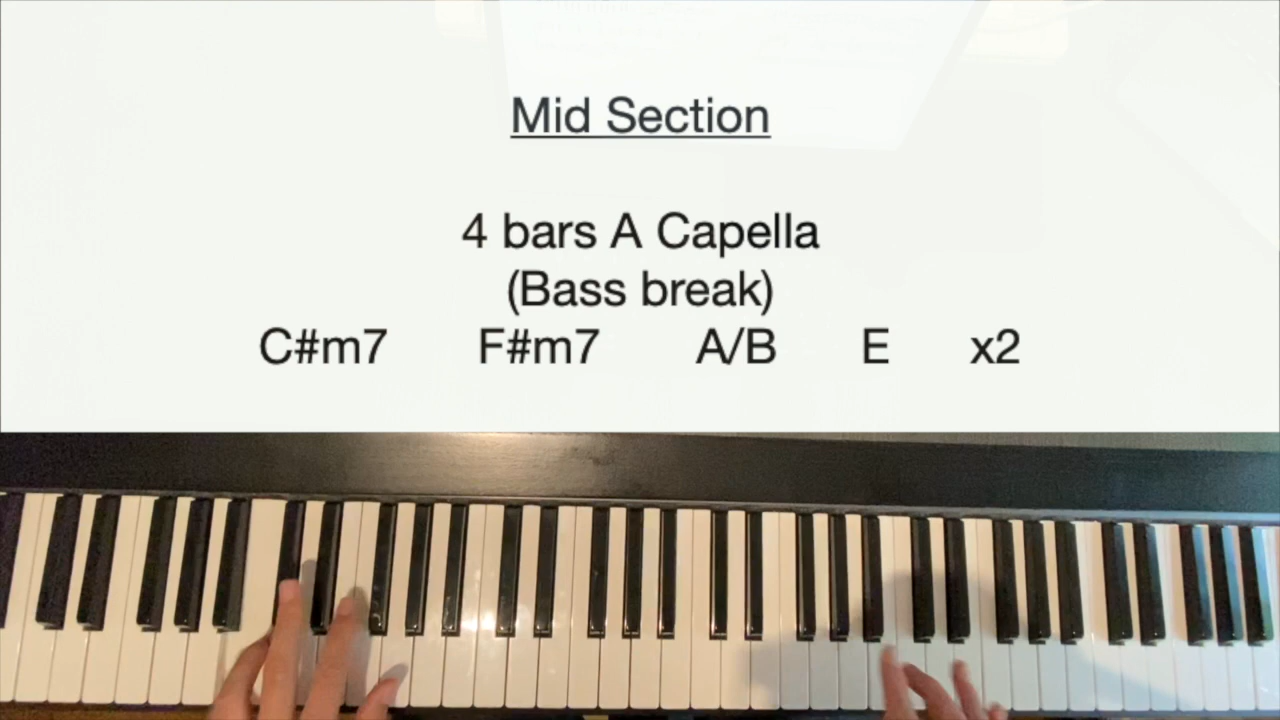 Mid Section
4 bars A Capella
(Bass break)
C#m7 F#m7 A/B E x2